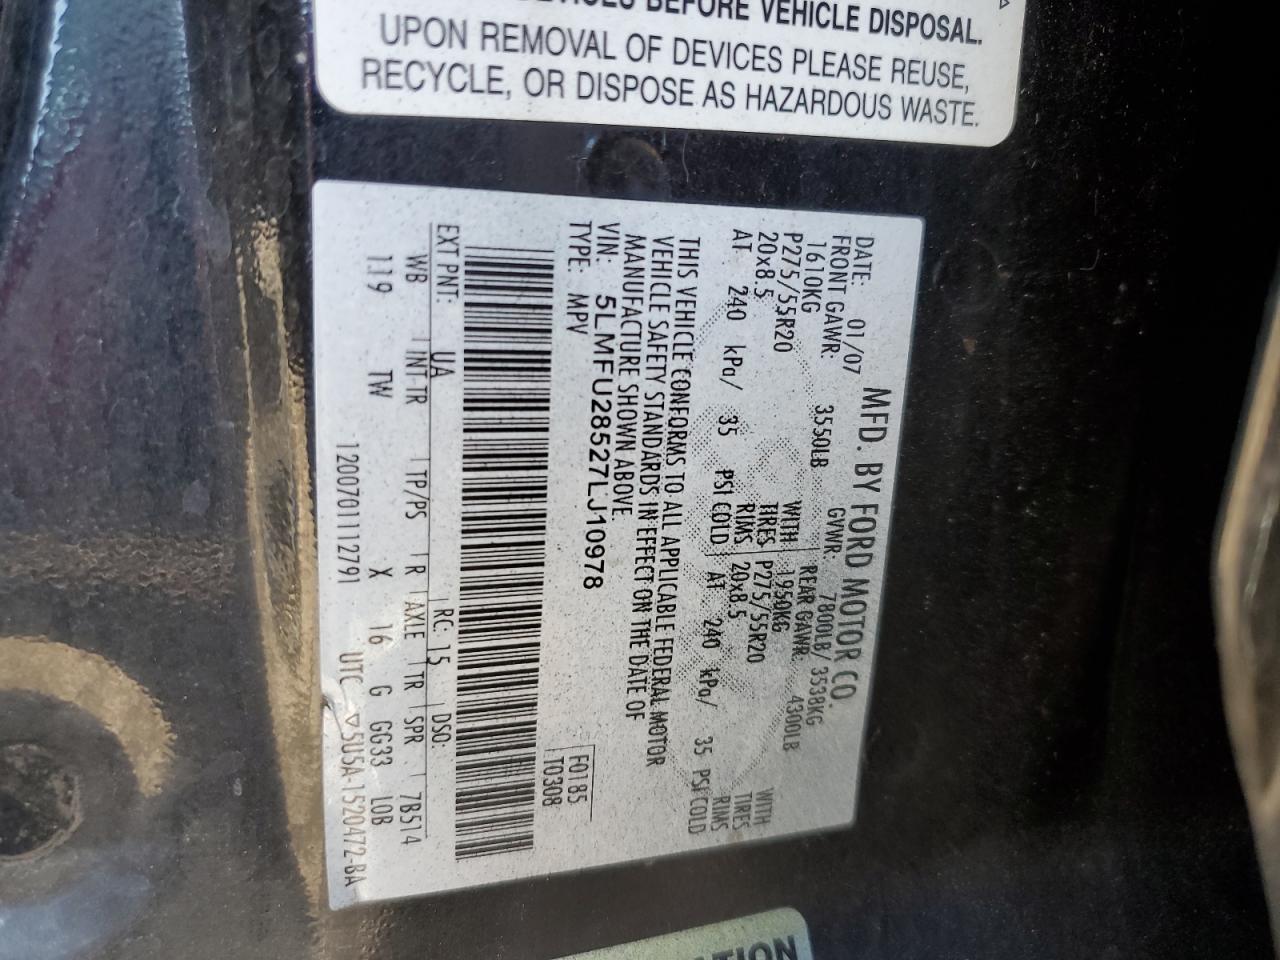 BEFORE VEHICLE DISPOSAL.
UPON REMOVAL OF DEVICES PLEASE REUSE,
RECYCLE, OR DISPOSE AS HAZARDOUS WASTE.
MFD. BY FORD MOTOR CO.
DATE: 01/07 GVWR: 7800LB/ 3538KG
FRONT GAWR: 3550LB REAR GAWR: 4300LB
1610KG WITH 1950KG WITH
P275/55R20 TIRES P275/55R20 TIRES
20x8.5 RIMS 20x8.5 RIMS
AT 240 kPa/ 35 PSI COLD AT 240 kPa/ 35 PSI COLD
THIS VEHICLE CONFORMS TO ALL APPLICABLE FEDERAL MOTOR
VEHICLE SAFETY STANDARDS IN EFFECT ON THE DATE OF
MANUFACTURE SHOWN ABOVE.
VIN: 5LMFU28527LJ10978
TYPE: MPV
F0185
T0308
EXT PNT: UA RC: 15 DSO:
WB INT TR TP/PS R AXLE TR SPR 7B514
119 TW X 16 G GG33 LOB
1200701112791 UTC ▽5U5A-1520472-BA